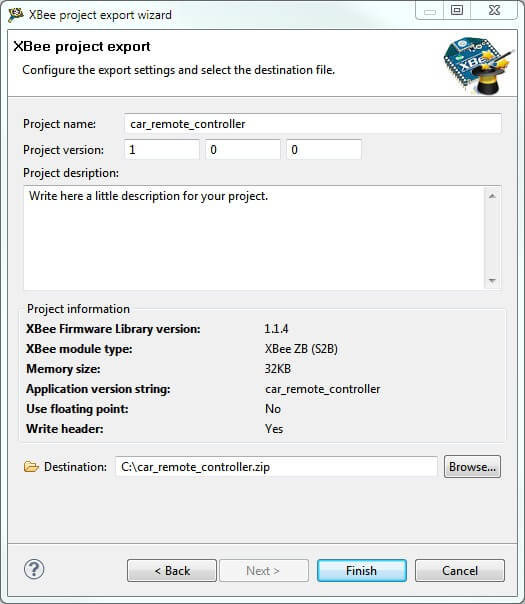 XBee project export wizard
XBee project export
Configure the export settings and select the destination file.
XBee
Project name: car_remote_controller
Project version: 1 0 0
Project desription:
Write here a little description for your project.
Project information
XBee Firmware Library version: 1.1.4
XBee module type: XBee ZB (S2B)
Memory size: 32KB
Application version string: car_remote_controller
Use floating point: No
Write header: Yes
Destination: C:\car_remote_controller.zip Browse...
? < Back Next > Finish Cancel